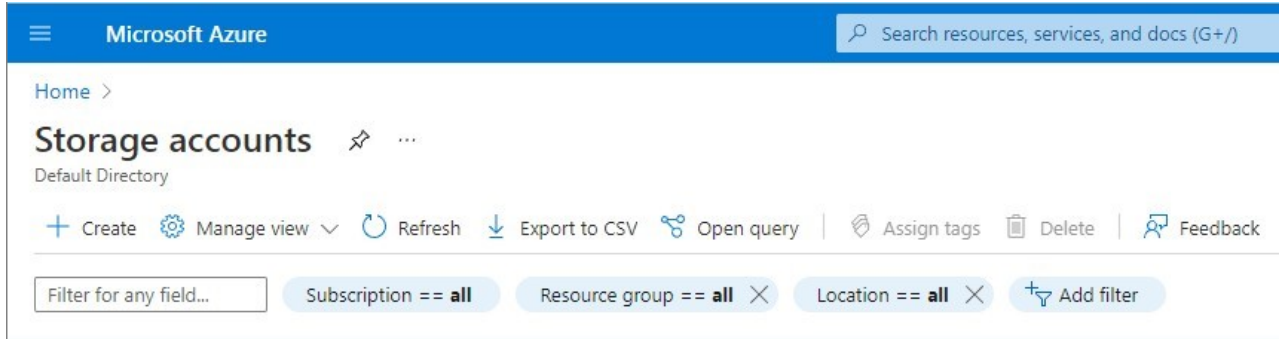 Microsoft Azure Search resources, services, and docs (G+/)
Home >
Storage accounts ...
Default Directory
+ Create Manage view Refresh Export to CSV Open query Assign tags Delete Feedback
Filter for any field... Subscription == all Resource group == all Location == all Add filter